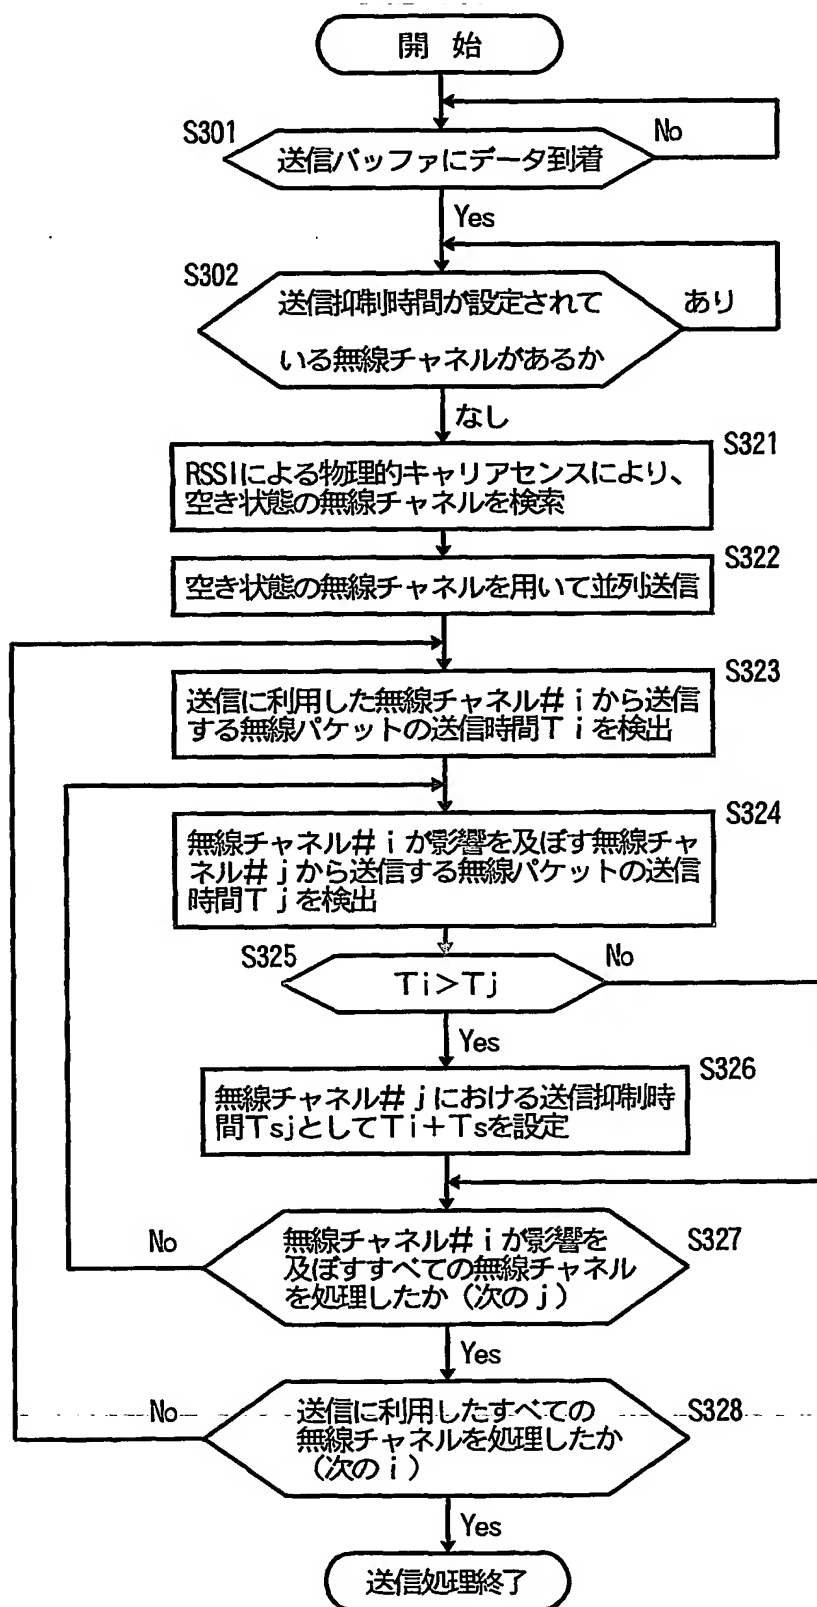 開 始
S301
送信バッファにデータ到着
No
Yes
S302
送信抑制時間が設定されて
いる無線チャネルがあるか
あり
なし
S321
RSSIによる物理的キャリアセンスにより、
空き状態の無線チャネルを検索
S322
空き状態の無線チャネルを用いて並列送信
S323
送信に利用した無線チャネル#iから送信
する無線パケットの送信時間Tiを検出
S324
無線チャネル#iが影響を及ぼす無線チャ
ネル#jから送信する無線パケットの送信
時間Tjを検出
S325
Ti>Tj
No
Yes
S326
無線チャネル#jにおける送信抑制時
間TsjとしてTi+Tsを設定
S327
無線チャネル#iが影響を
及ぼすすべての無線チャネル
を処理したか(次のj)
No
Yes
S328
送信に利用したすべての
無線チャネルを処理したか
(次のi)
No
Yes
送信処理終了